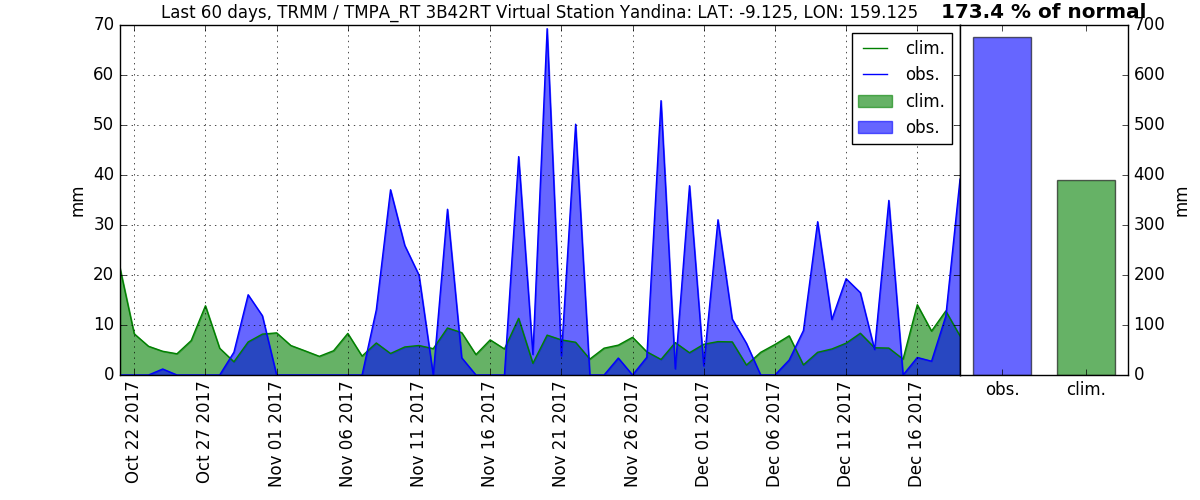 Last 60 days, TRMM / TMPA_RT 3B42RT Virtual Station Yandina: LAT: -9.125, LON: 159.125
173.4 % of normal
70
60
50
40
30
20
10
0
mm
clim.
obs.
clim.
obs.
Oct 22 2017
Oct 27 2017
Nov 01 2017
Nov 06 2017
Nov 11 2017
Nov 16 2017
Nov 21 2017
Nov 26 2017
Dec 01 2017
Dec 06 2017
Dec 11 2017
Dec 16 2017
700
600
500
400
300
200
100
0
mm
obs.
clim.